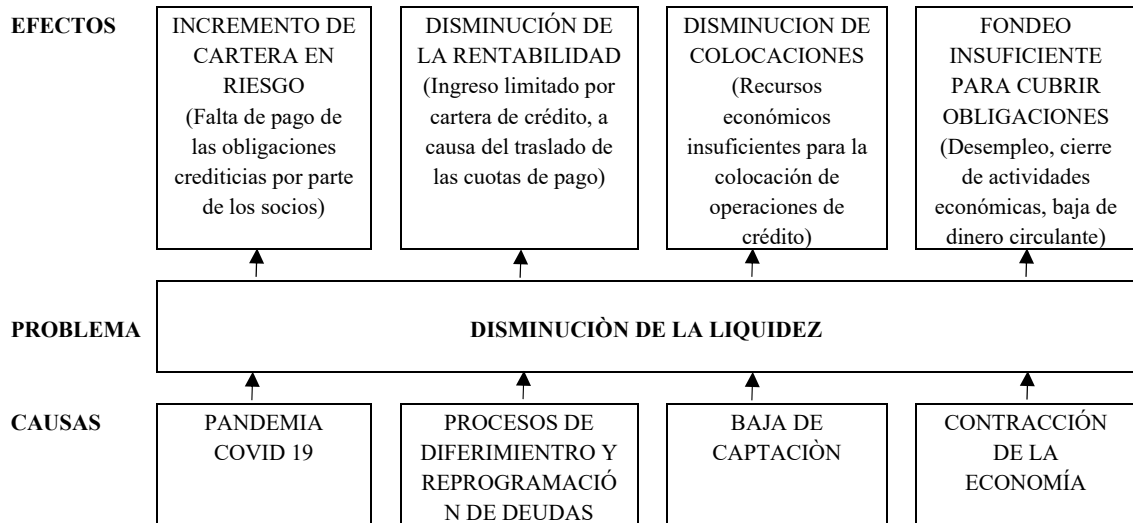 EFECTOS
INCREMENTO DE
CARTERA EN
RIESGO
(Falta de pago de
las obligaciones
crediticias por parte
de los socios)
DISMINUCIÓN DE
LA RENTABILIDAD
(Ingreso limitado por
cartera de crédito, a
causa del traslado de
las cuotas de pago)
DISMINUCION DE
COLOCACIONES
(Recursos
económicos
insuficientes para la
colocación de
operaciones de
crédito)
FONDEO
INSUFICIENTE
PARA CUBRIR
OBLIGACIONES
(Desempleo, cierre
de actividades
económicas, baja de
dinero circulante)
PROBLEMA
DISMINUCIÒN DE LA LIQUIDEZ
CAUSAS
PANDEMIA
COVID 19
PROCESOS DE
DIFERIMIENTRO Y
REPROGRAMACIÓ
N DE DEUDAS
BAJA DE
CAPTACIÒN
CONTRACCIÓN
DE LA
ECONOMÍA